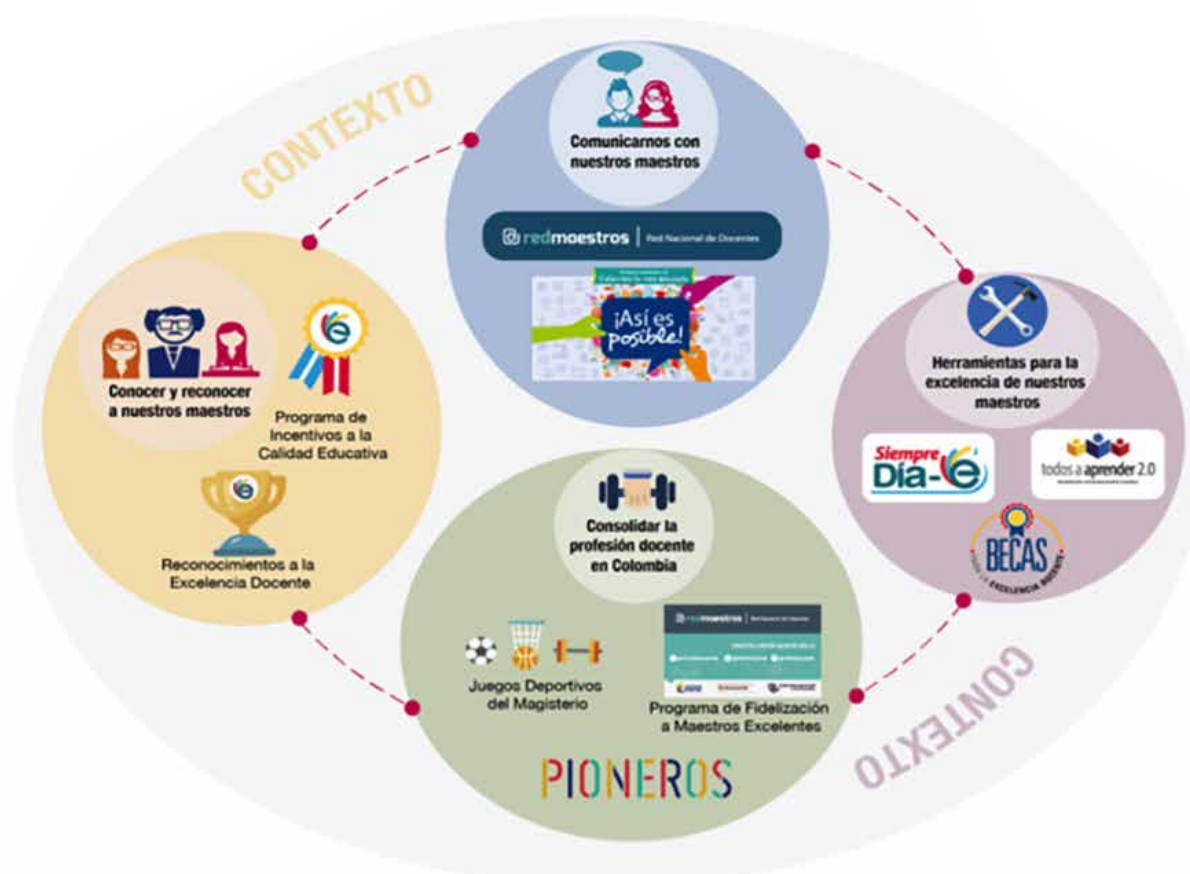 CONTEXTO
Comunicarnos con
nuestros maestros
redmaestros | Red Nacional de Docentes
¡Así es
posible!
Conocer y reconocer
a nuestros maestros
e
Programa de
Incentivos a la
Calidad Educativa
e
Reconocimientos a la
Excelencia Docente
Herramientas para la
excelencia de nuestros
maestros
Siempre
Día-e
todos a aprender 2.0
BECAS
EXCELENCIA DOCENTE
Consolidar la
profesión docente
en Colombia
Juegos Deportivos
del Magisterio
redmaestros
Programa de Fidelización
a Maestros Excelentes
PIONEROS
CONTEXTO